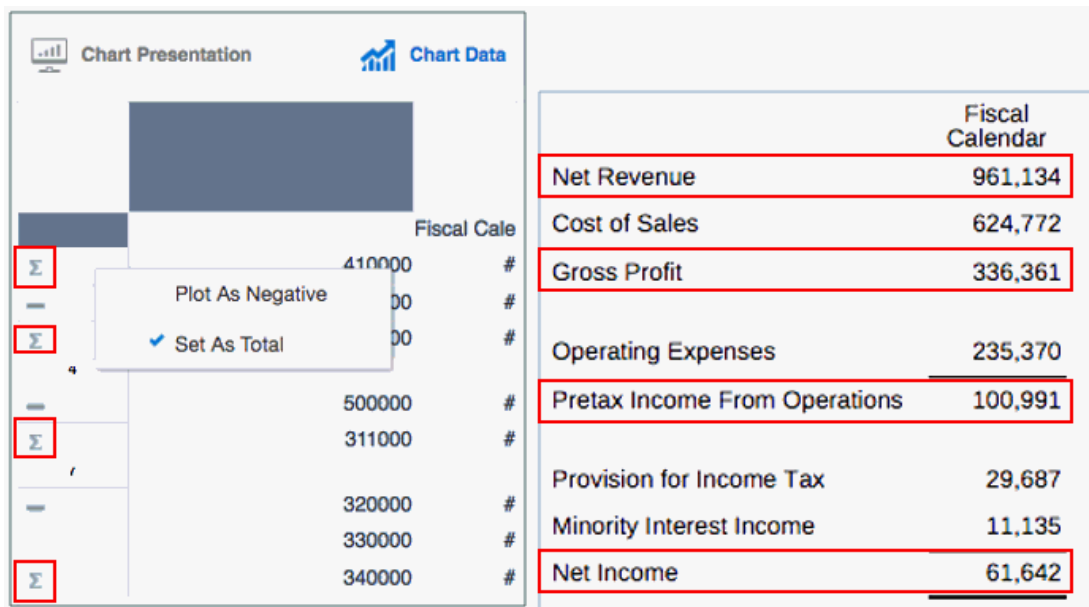 Chart Presentation
Chart Data
Fiscal Cale
Σ 410000 #
Plot As Negative
00 #
Σ 00 #
Set As Total
4
500000 #
Σ 311000 #
320000 #
330000 #
Σ 340000 #
Fiscal
Calendar
Net Revenue 961,134
Cost of Sales 624,772
Gross Profit 336,361
Operating Expenses 235,370
Pretax Income From Operations 100,991
Provision for Income Tax 29,687
Minority Interest Income 11,135
Net Income 61,642